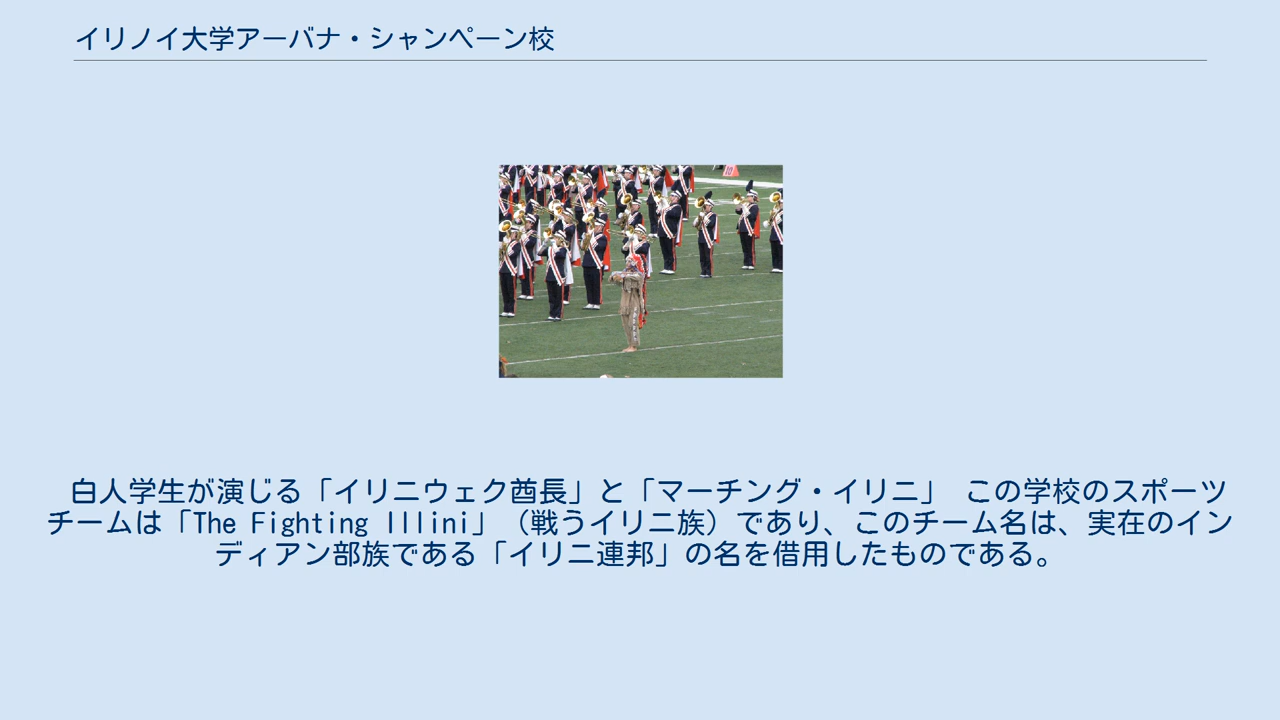 イリノイ大学アーバナ・シャンペーン校
白人学生が演じる「イリニウェク酋長」と「マーチング・イリニ」 この学校のスポーツ
チームは「The Fighting Illini」（戦うイリニ族）であり、このチーム名は、実在のイン
ディアン部族である「イリニ連邦」の名を借用したものである。